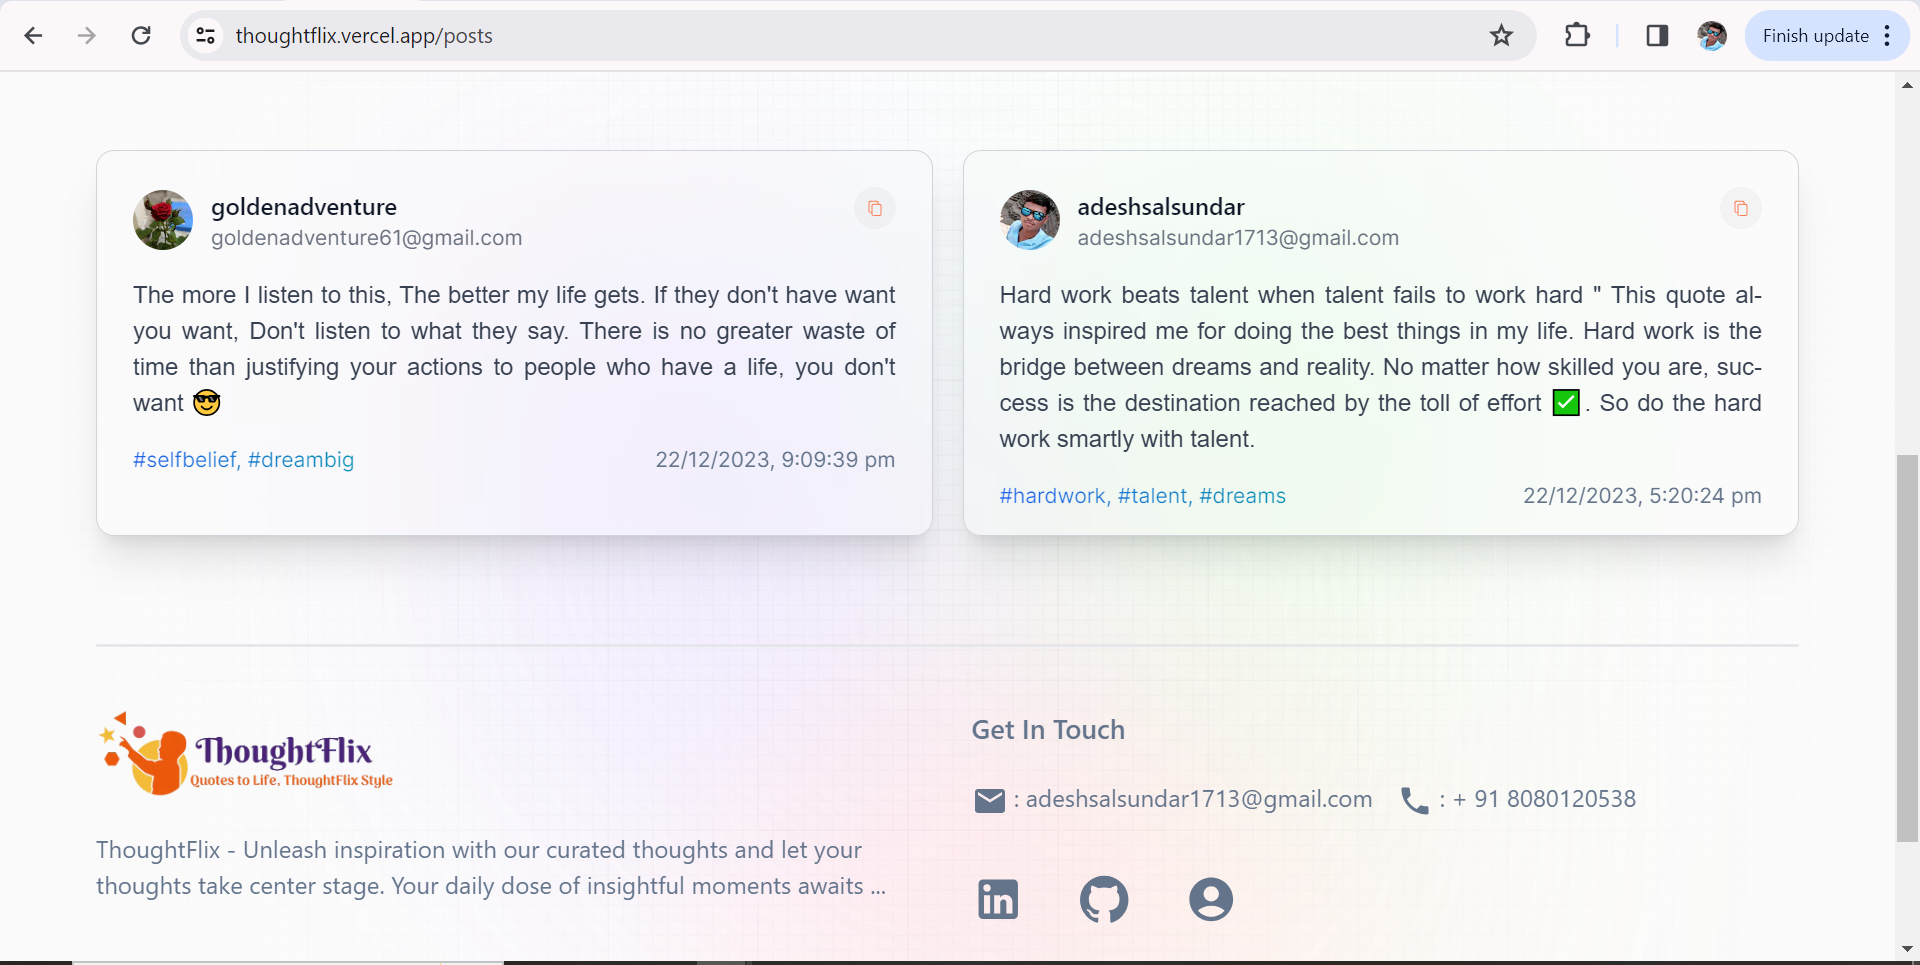 thoughtflix.vercel.app/posts
Finish update
goldenadventure
goldenadventure61@gmail.com
The more I listen to this, The better my life gets. If they don't have want
you want, Don't listen to what they say. There is no greater waste of
time than justifying your actions to people who have a life, you don't
want 😎
#selfbelief, #dreambig
22/12/2023, 9:09:39 pm
adeshsalsundar
adeshsalsundar1713@gmail.com
Hard work beats talent when talent fails to work hard " This quote al-
ways inspired me for doing the best things in my life. Hard work is the
bridge between dreams and reality. No matter how skilled you are, suc-
cess is the destination reached by the toll of effort ✅. So do the hard
work smartly with talent.
#hardwork, #talent, #dreams
22/12/2023, 5:20:24 pm
ThoughtFlix
Quotes to Life, ThoughtFlix Style
ThoughtFlix - Unleash inspiration with our curated thoughts and let your
thoughts take center stage. Your daily dose of insightful moments awaits ...
Get In Touch
: adeshsalsundar1713@gmail.com
: + 91 8080120538
in